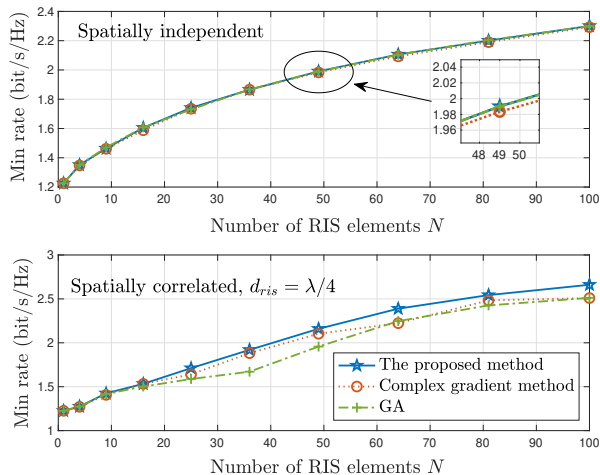 2.4
2.2
2
1.8
1.6
1.4
1.2
Min rate (bit/s/Hz)
Spatially independent
2.04
2.02
2
1.98
1.96
48 49 50
0 10 20 30 40 50 60 70 80 90 100
Number of RIS elements N
3
2.5
2
1.5
1
Min rate (bit/s/Hz)
Spatially correlated, d_ris = λ/4
The proposed method
Complex gradient method
GA
0 10 20 30 40 50 60 70 80 90 100
Number of RIS elements N